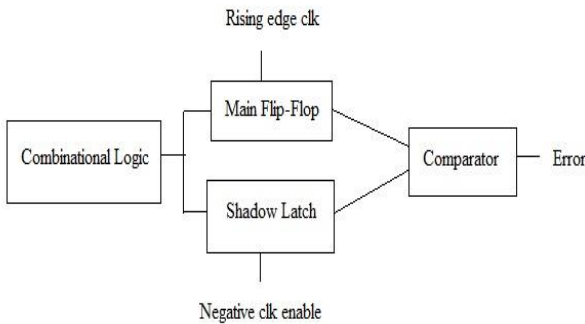 Rising edge clk
Main Flip-Flop
Combinational Logic
Comparator
Error
Shadow Latch
Negative clk enable